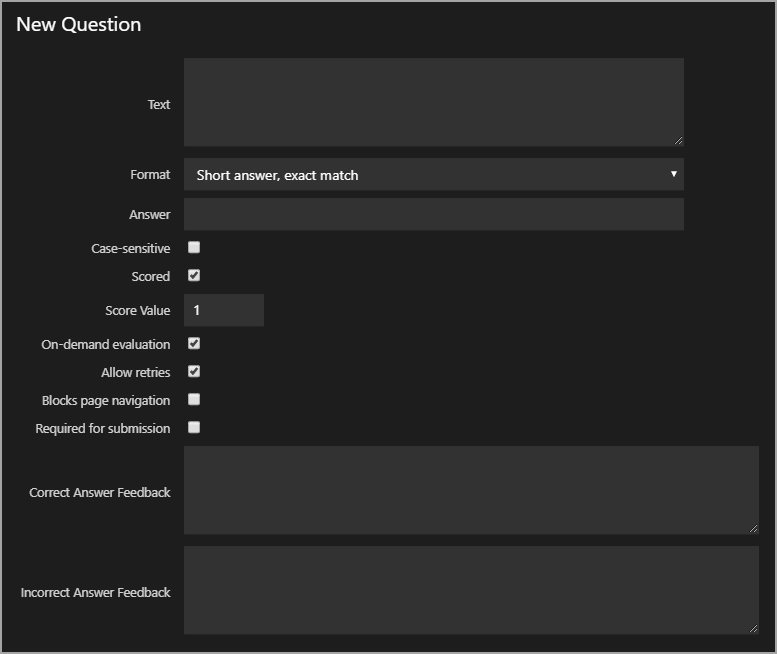 New Question
Text
Format Short answer, exact match
Answer
Case-sensitive
Scored
Score Value 1
On-demand evaluation
Allow retries
Blocks page navigation
Required for submission
Correct Answer Feedback
Incorrect Answer Feedback